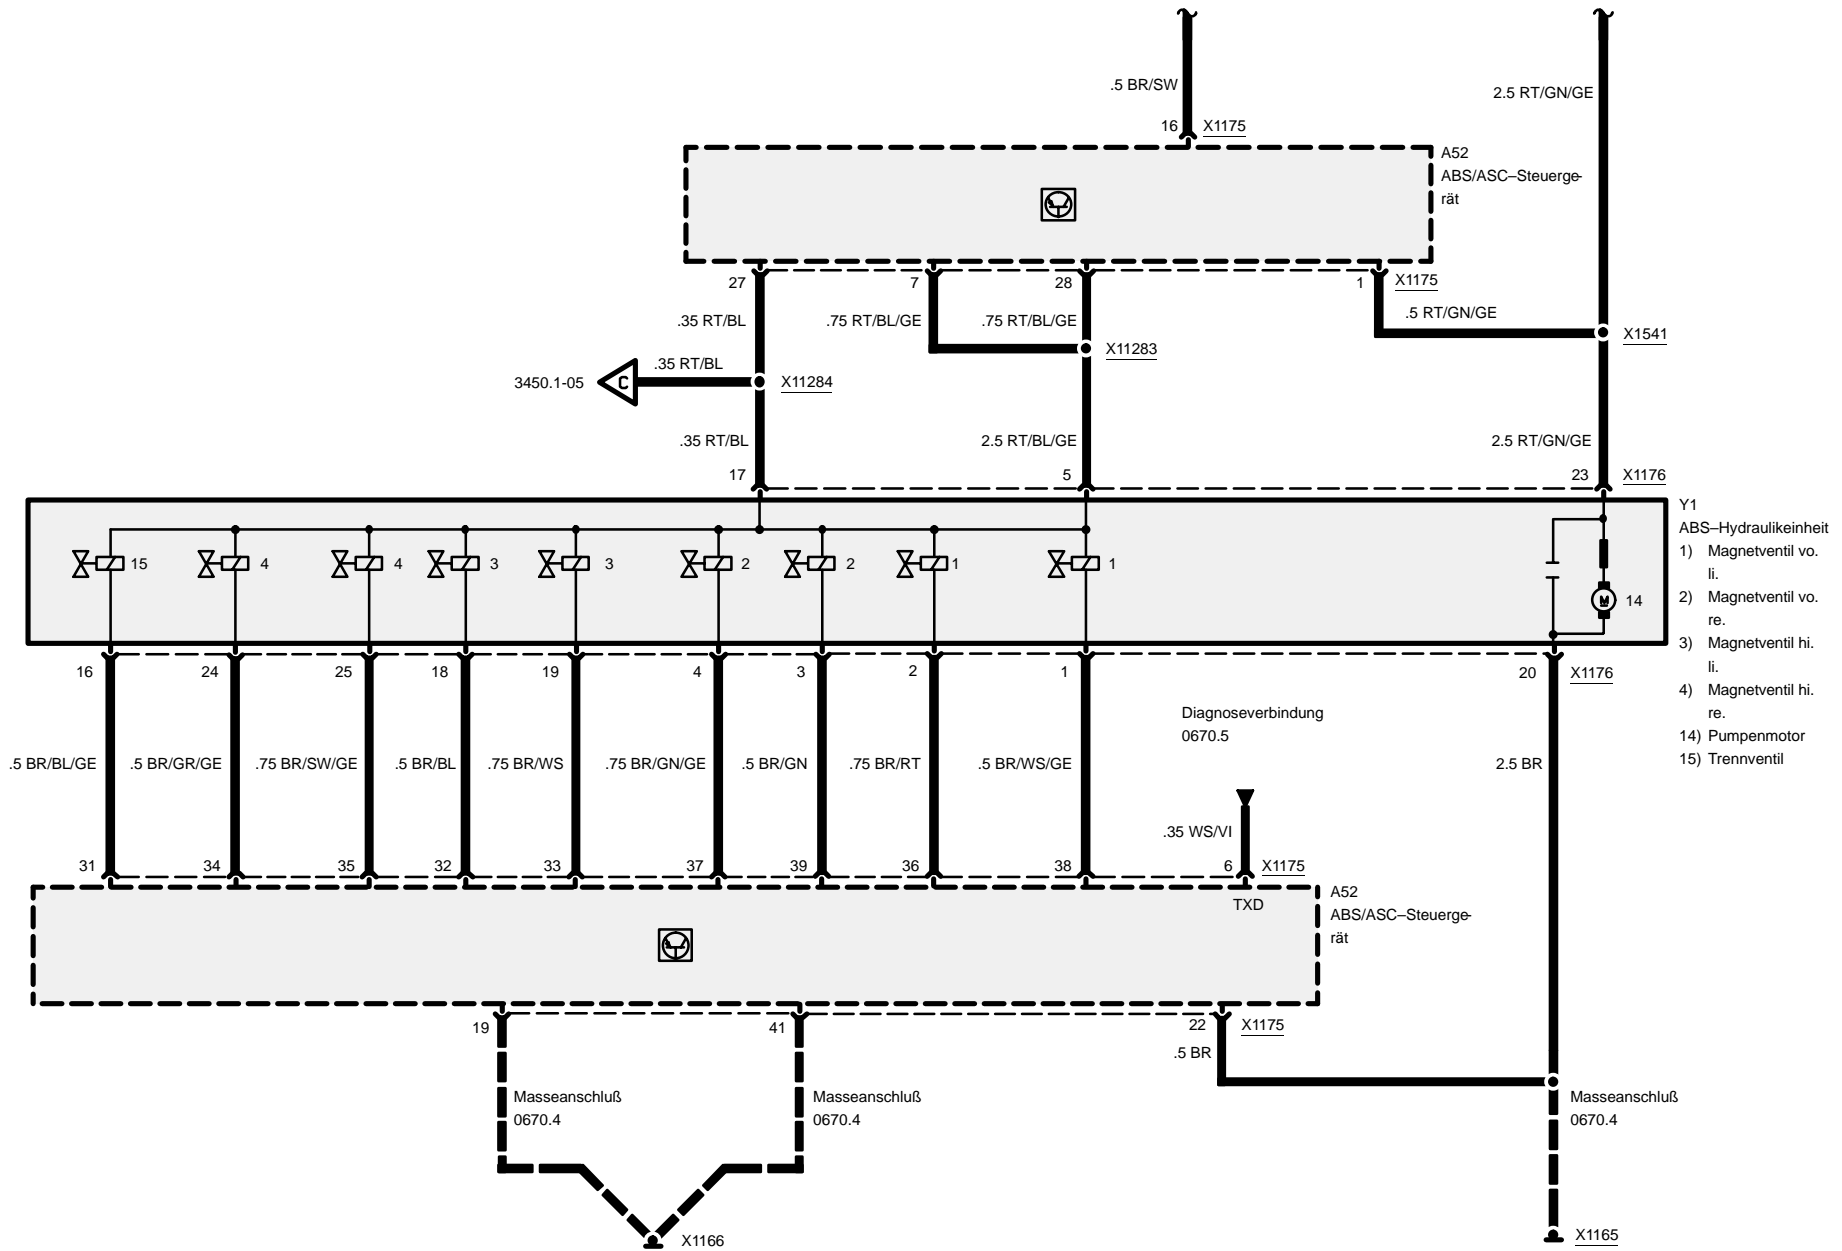 .5 BR/SW
2.5 RT/GN/GE
16 X1175
A52
ABS/ASC–Steuerge-
rät
27 7 28 1 X1175
.35 RT/BL .75 RT/BL/GE .75 RT/BL/GE .5 RT/GN/GE
X1541
X11283
.35 RT/BL
3450.1-05 C X11284
.35 RT/BL 2.5 RT/BL/GE 2.5 RT/GN/GE
17 5 23 X1176
Y1
ABS–Hydraulikeinheit
1) Magnetventil vo.
li.
2) Magnetventil vo.
re.
3) Magnetventil hi.
li.
4) Magnetventil hi.
re.
14) Pumpenmotor
15) Trennventil
15 4 4 3 3 2 2 1 1
M 14
16 24 25 18 19 4 3 2 1 20 X1176
Diagnoseverbindung
0670.5
.5 BR/BL/GE .5 BR/GR/GE .75 BR/SW/GE .5 BR/BL .75 BR/WS .75 BR/GN/GE .5 BR/GN .75 BR/RT .5 BR/WS/GE 2.5 BR
.35 WS/VI
31 34 35 32 33 37 39 36 38 6 X1175
TXD
A52
ABS/ASC–Steuerge-
rät
19 41 22 X1175
.5 BR
Masseanschluß
0670.4
Masseanschluß
0670.4
Masseanschluß
0670.4
X1166
X1165